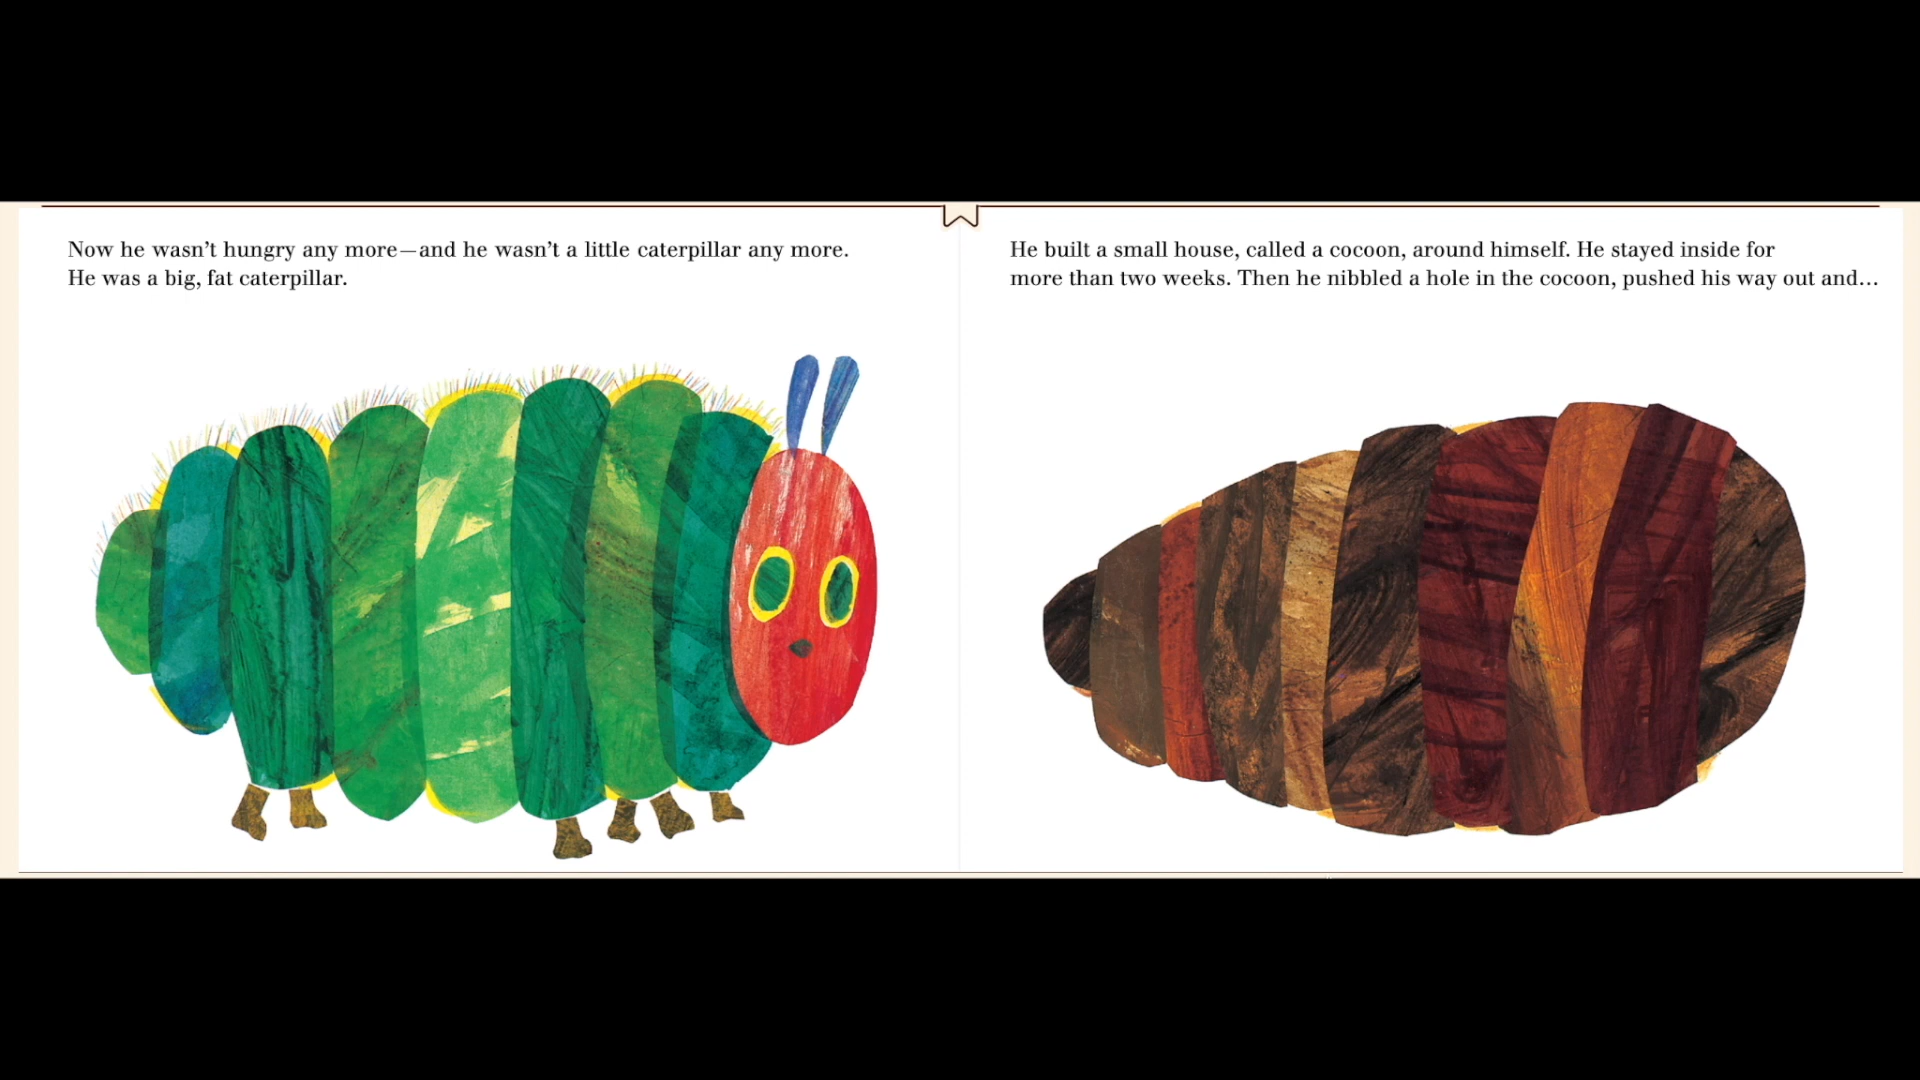 Now he wasn’t hungry any more—and he wasn’t a little caterpillar any more.
He was a big, fat caterpillar.
He built a small house, called a cocoon, around himself. He stayed inside for
more than two weeks. Then he nibbled a hole in the cocoon, pushed his way out and...